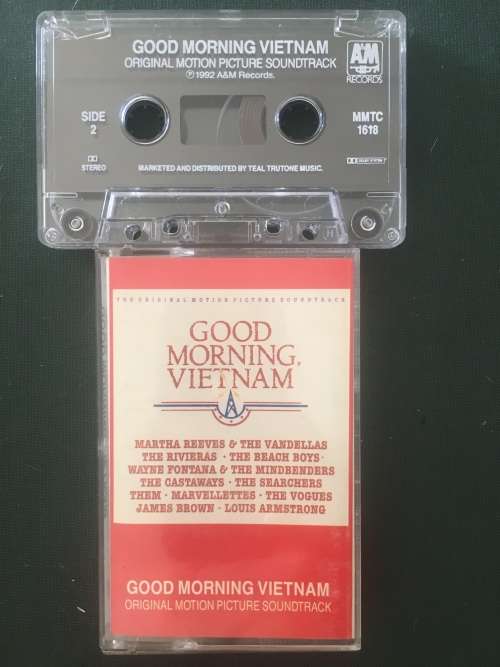 GOOD MORNING VIETNAM
ORIGINAL MOTION PICTURE SOUNDTRACK
℗1992 A&M Records.
A&M
RECORDS
SIDE
2
MMTC
1618
STEREO
MARKETED AND DISTRIBUTED BY TEAL TRUTONE MUSIC.
THE ORIGINAL MOTION PICTURE SOUNDTRACK
GOOD
MORNING,
VIETNAM
MARTHA REEVES & THE VANDELLAS
THE RIVIERAS · THE BEACH BOYS ·
WAYNE FONTANA & THE MINDBENDERS
THE CASTAWAYS · THE SEARCHERS
THEM · MARVELLETTES · THE VOGUES
JAMES BROWN · LOUIS ARMSTRONG
GOOD MORNING VIETNAM
ORIGINAL MOTION PICTURE SOUNDTRACK